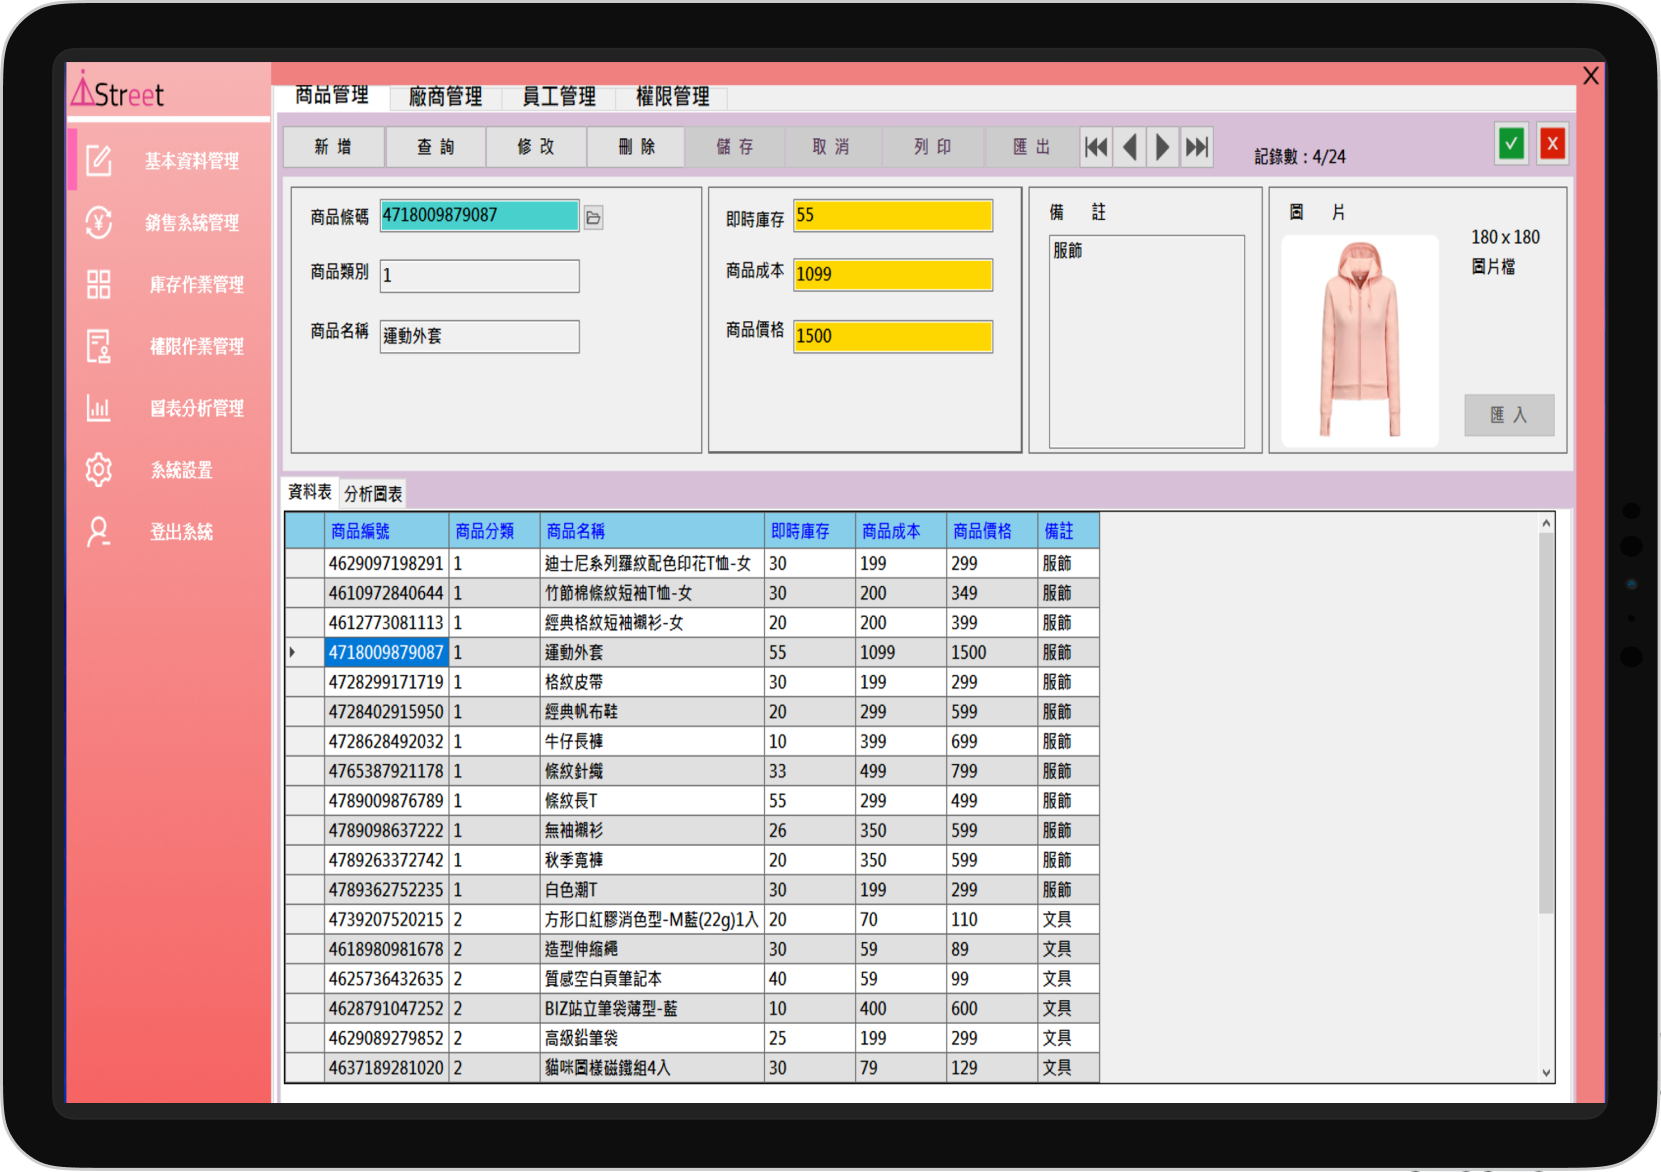 Street
X
商品管理 廠商管理 員工管理 權限管理
新 增 查 詢 修 改 刪 除 儲 存 取 消 列 印 匯 出 記錄數 : 4/24 X
基本資料管理
銷售系統管理
庫存作業管理
權限作業管理
圖表分析管理
系統設置
登出系統
商品條碼 4718009879087
商品類別 1
商品名稱 運動外套
即時庫存 55
商品成本 1099
商品價格 1500
備 註
服飾
圖 片
180 x 180
圖片檔
匯 入
資料表 分析圖表
商品編號 商品分類 商品名稱 即時庫存 商品成本 商品價格 備註
4629097198291 1 迪士尼系列羅紋配色印花T恤-女 30 199 299 服飾
4610972840644 1 竹節棉條紋短袖T恤-女 30 200 349 服飾
4612773081113 1 經典格紋短袖襯衫-女 20 200 399 服飾
4718009879087 1 運動外套 55 1099 1500 服飾
4728299171719 1 格紋皮帶 30 199 299 服飾
4728402915950 1 經典帆布鞋 20 299 599 服飾
4728628492032 1 牛仔長褲 10 399 699 服飾
4765387921178 1 條紋針織 33 499 799 服飾
4789009876789 1 條紋長T 55 299 499 服飾
4789098637222 1 無袖襯衫 26 350 599 服飾
4789263372742 1 秋季寬褲 20 350 599 服飾
4789362752235 1 白色潮T 30 199 299 服飾
4739207520215 2 方形口紅膠消色型-M藍(22g)1入 20 70 110 文具
4618980981678 2 造型伸縮繩 30 59 89 文具
4625736432635 2 質感空白頁筆記本 40 59 99 文具
4628791047252 2 BIZ站立筆袋薄型-藍 10 400 600 文具
4629089279852 2 高級鉛筆袋 25 199 299 文具
4637189281020 2 貓咪圖樣磁鐵組4入 30 79 129 文具